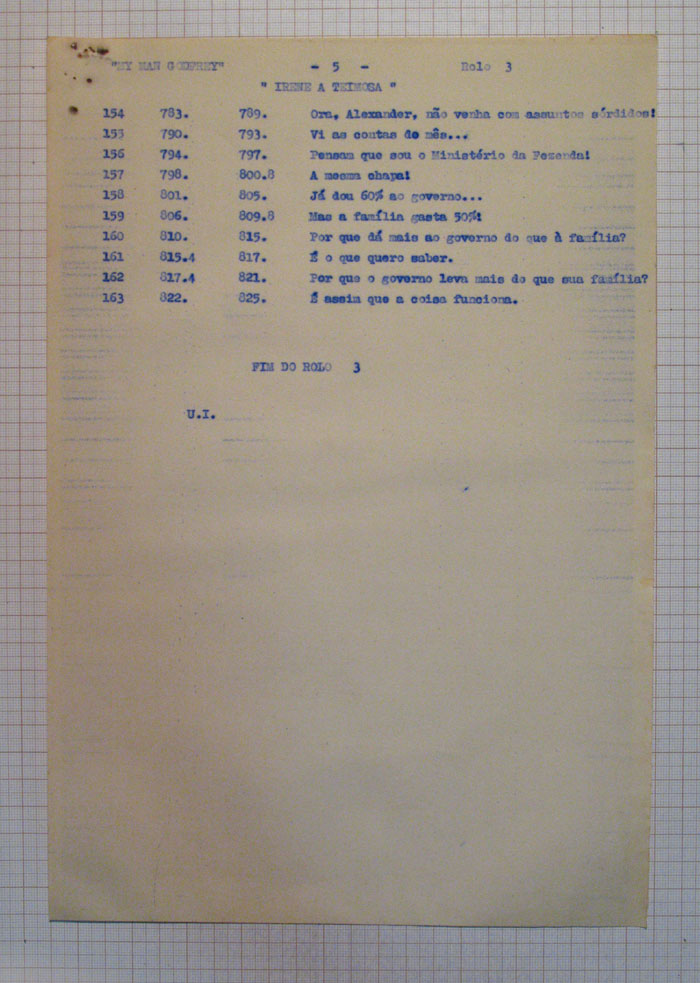 "MY MAN GODFREY" - 5 - Rolo 3
" IRENE A TEIMOSA "
154 783. 789. Ora, Alexander, não venha com assuntos sórdidos!
155 790. 793. Vi as contas do mês...
156 794. 797. Pensam que sou o Ministério da Fazenda!
157 798. 800.8 A mesma chapa!
158 801. 805. Já dou 60% ao governo...
159 806. 809.8 Mas a família gasta 50%!
160 810. 815. Por que dá mais ao governo do que à família?
161 815.4 817. É o que quero saber.
162 817.4 821. Por que o governo leva mais do que sua família?
163 822. 825. É assim que a coisa funciona.
FIM DO ROLO 3
U.I.